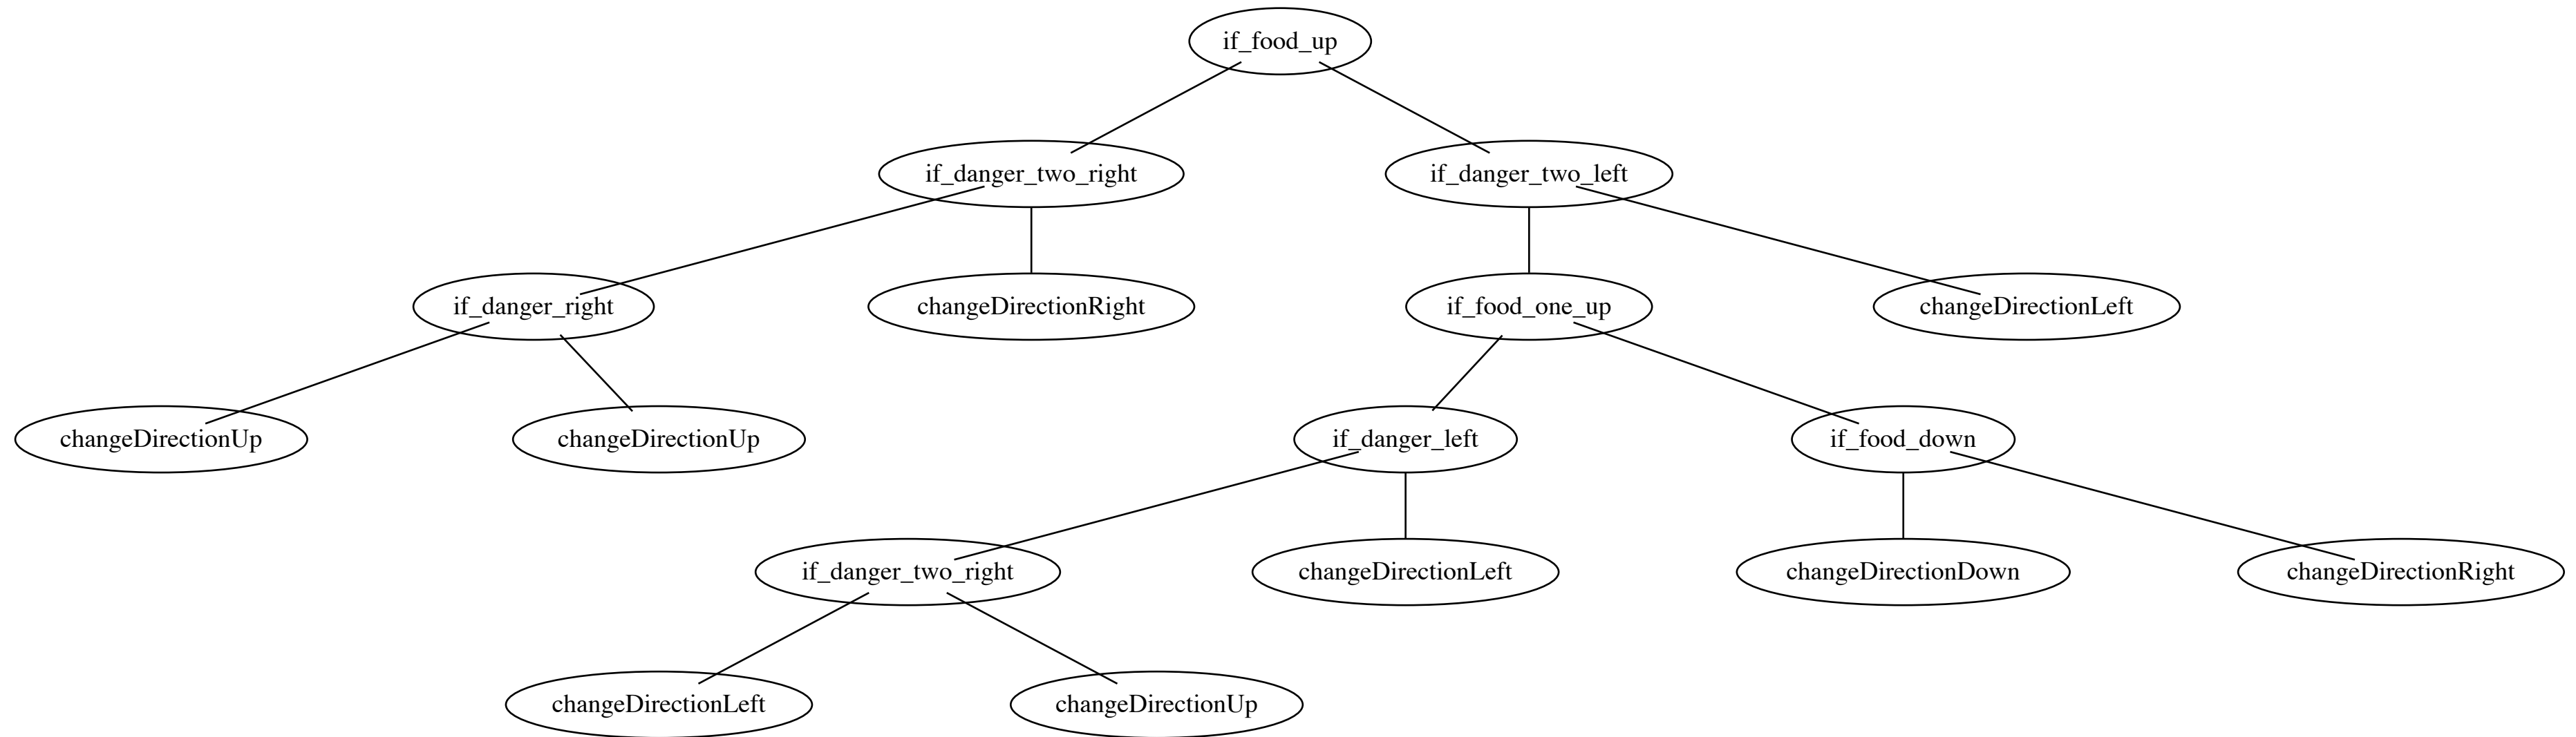 if_food_up
if_danger_two_right
if_danger_two_left
if_danger_right
changeDirectionRight
if_food_one_up
changeDirectionLeft
changeDirectionUp
changeDirectionUp
if_danger_left
if_food_down
if_danger_two_right
changeDirectionLeft
changeDirectionDown
changeDirectionRight
changeDirectionLeft
changeDirectionUp